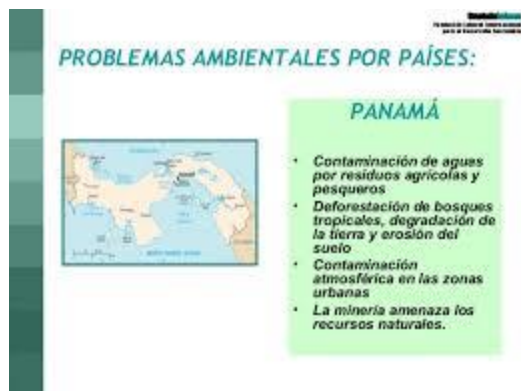 PROBLEMAS AMBIENTALES POR PAÍSES:
PANAMÁ
• Contaminación de aguas
por residuos agrícolas y
pesqueros
• Deforestación de bosques
tropicales, degradación de
la tierra y erosión del
suelo
• Contaminación
atmosférica en las zonas
urbanas
• La minería amenaza los
recursos naturales.